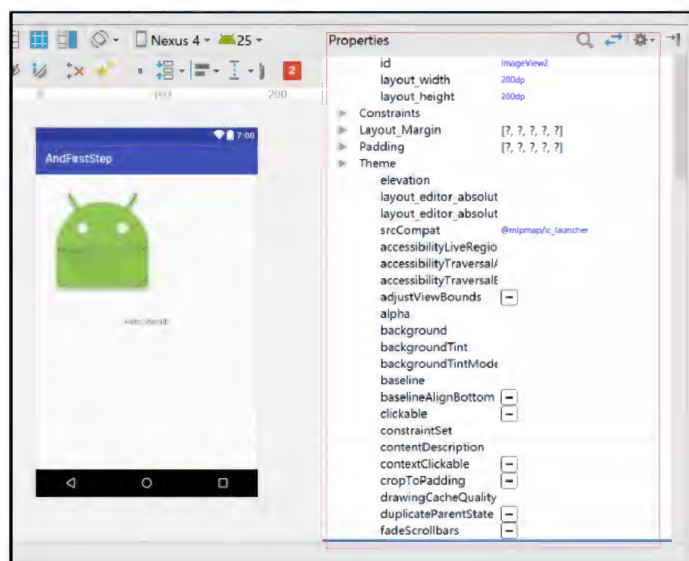 Nexus 4
25
Properties
2
0
100
200
id
ImageView2
layout_width
200dp
layout_height
200dp
Constraints
Layout_Margin
[?, ?, ?, ?, ?]
Padding
[?, ?, ?, ?, ?]
Theme
elevation
layout_editor_absolut
layout_editor_absolut
srcCompat
@mipmap/ic_launcher
accessibilityLiveRegio
accessibilityTraversalA
accessibilityTraversalE
adjustViewBounds
alpha
background
backgroundTint
backgroundTintMode
baseline
baselineAlignBottom
clickable
constraintSet
contentDescription
contextClickable
cropToPadding
drawingCacheQuality
duplicateParentState
fadeScrollbars
7:00
AndFirstStep